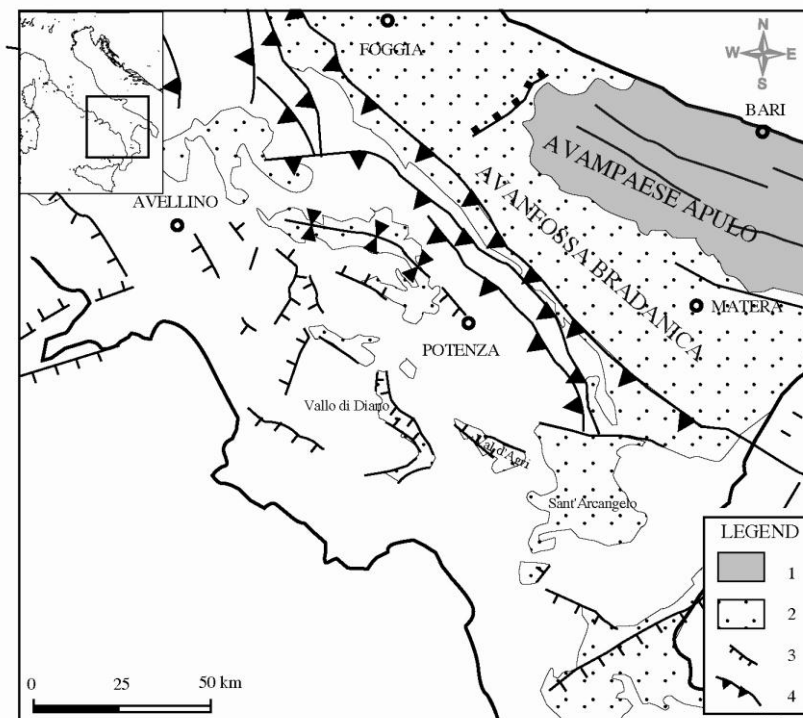 N
W E
S
FOGGIA
BARI
AVAMPAESE APULO
AVELLINO
AVANFOSSA BRADANICA
MATERA
POTENZA
Vallo di Diano
Val d'Agri
Sant'Arcangelo
LEGEND
1
2
3
4
0 25 50 km